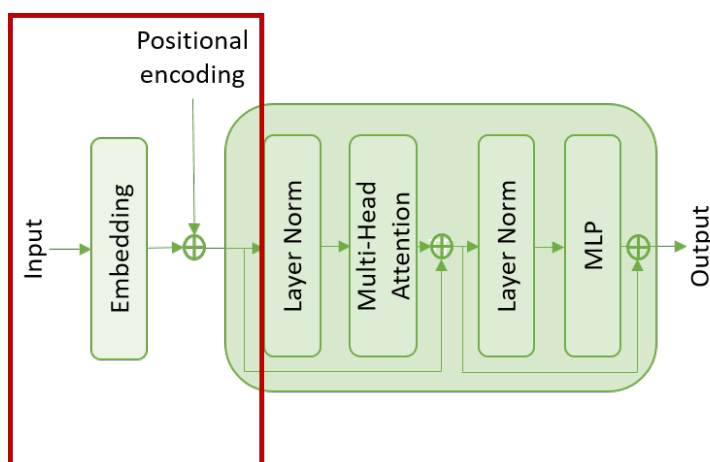 Positional
encoding
Input
Embedding
Layer Norm
Multi-Head
Attention
Layer Norm
MLP
Output